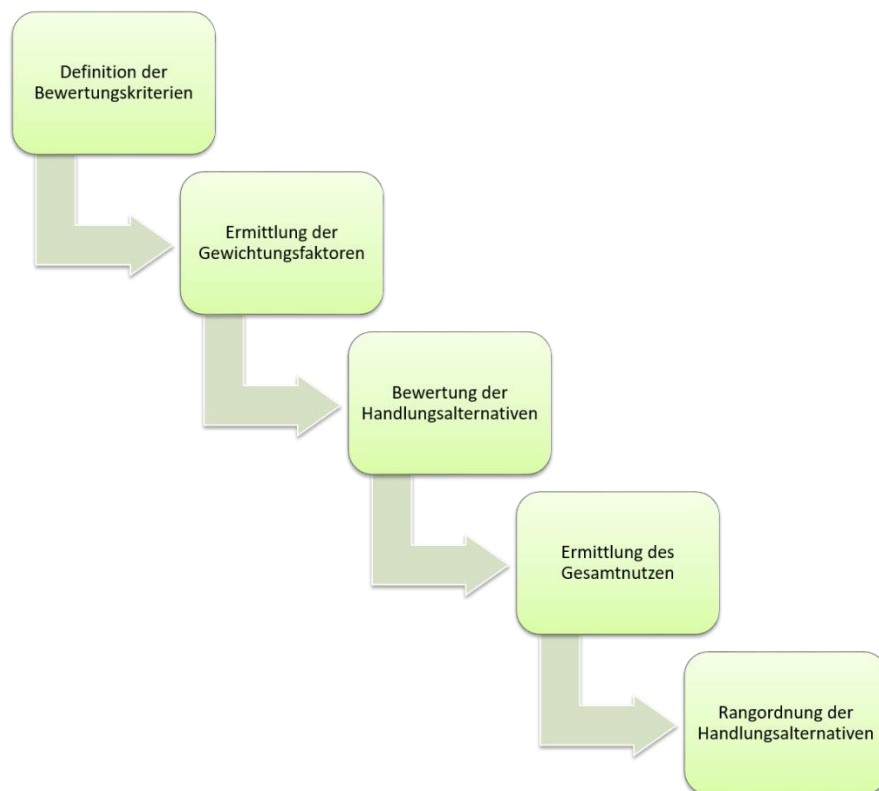 Definition der
Bewertungskriterien
Ermittlung der
Gewichtungsfaktoren
Bewertung der
Handlungsalternativen
Ermittlung des
Gesamtnutzen
Rangordnung der
Handlungsalternativen